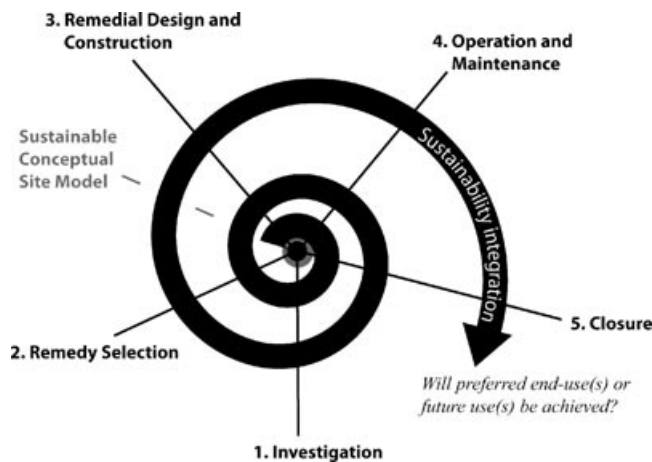 3. Remedial Design and
Construction
4. Operation and
Maintenance
Sustainable
Conceptual
Site Model
Sustainability integration
5. Closure
2. Remedy Selection
Will preferred end-use(s) or
future use(s) be achieved?
1. Investigation